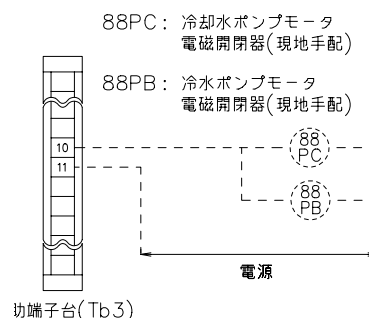 88PC: 冷却水ポンプモータ
電磁開閉器(現地手配)
88PB: 冷水ポンプモータ
電磁開閉器(現地手配)
10
88
PC
11
88
PB
電源
端子台(Tb3)